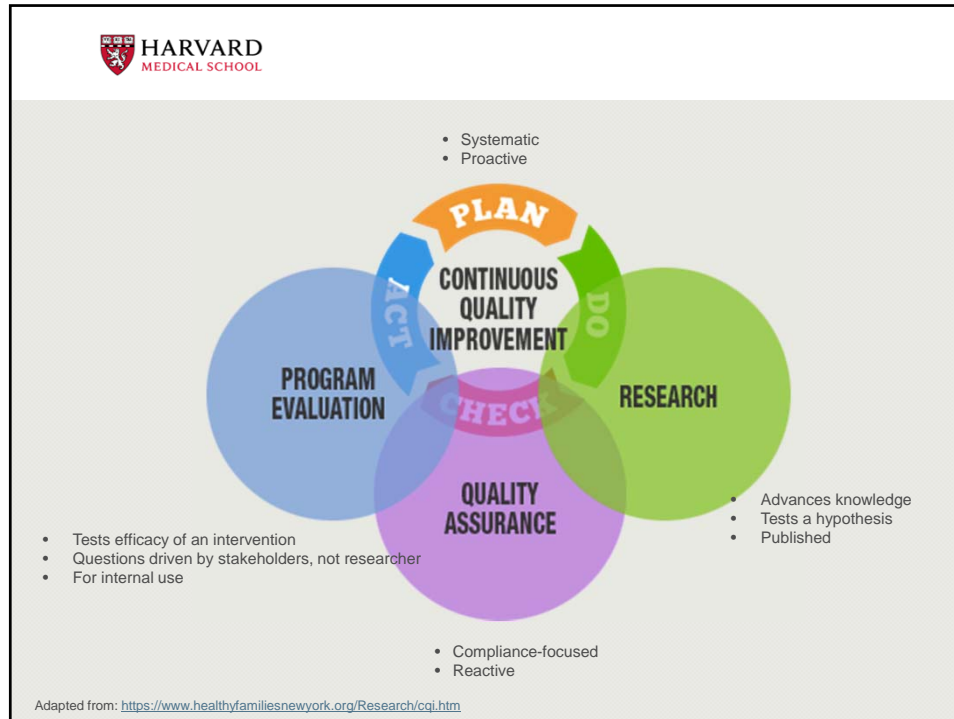 HARVARD
MEDICAL SCHOOL
• Systematic
• Proactive
PLAN
DO
CHECK
ACT
CONTINUOUS
QUALITY
IMPROVEMENT
PROGRAM
EVALUATION
RESEARCH
QUALITY
ASSURANCE
• Advances knowledge
• Tests a hypothesis
• Published
• Tests efficacy of an intervention
• Questions driven by stakeholders, not researcher
• For internal use
• Compliance-focused
• Reactive
Adapted from: https://www.healthyfamiliesnewyork.org/Research/cqi.htm